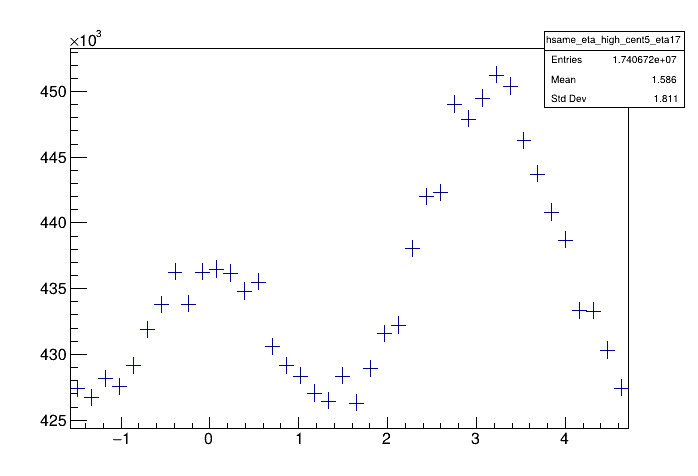 ×10³
hsame_eta_high_cent5_eta17
Entries 1.740672e+07
Mean 1.586
Std Dev 1.811
450
445
440
435
430
425
−1 0 1 2 3 4